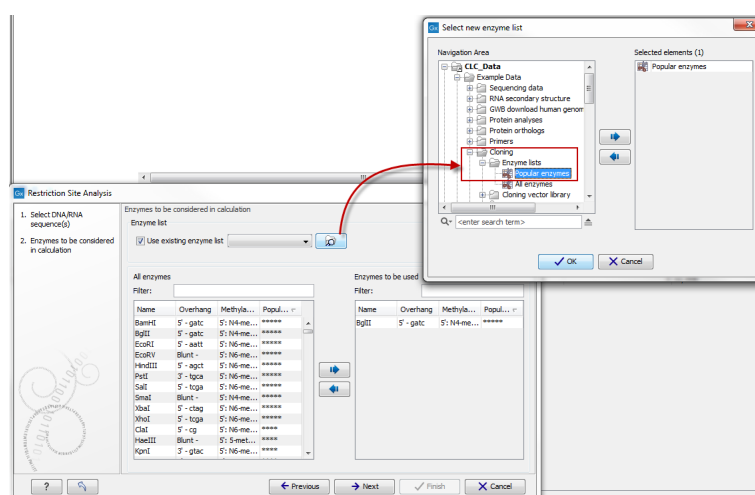 Select new enzyme list
Navigation Area
CLC_Data
Example Data
Sequencing data
RNA secondary structure
GWB download human genom
Protein analyses
Protein orthologs
Primers
Cloning
Enzyme lists
Popular enzymes
All enzymes
Cloning vector library
<enter search term>
Selected elements (1)
Popular enzymes
OK Cancel
Restriction Site Analysis
1. Select DNA/RNA
sequence(s)
2. Enzymes to be considered
in calculation
Enzymes to be considered in calculation
Enzyme list
Use existing enzyme list
All enzymes
Filter:
Name Overhang Methyla... Popul...
BamHI 5' - gatc 5': N4-me... *****
BglII 5' - gatc 5': N4-me... *****
EcoRI 5' - aatt 5': N6-me... *****
EcoRV Blunt - 5': N6-me... *****
HindIII 5' - agct 5': N6-me... *****
PstI 3' - tgca 5': N6-me... *****
SalI 5' - tcga 5': N6-me... *****
SmaI Blunt - 5': N4-me... *****
XbaI 5' - ctag 5': N6-me... *****
XhoI 5' - tcga 5': N6-me... *****
ClaI 5' - cg 5': N6-me... ****
HaeIII Blunt - 5': 5-met... ****
KpnI 3' - gtac 5': N6-me... ****
Enzymes to be used
Filter:
Name Overhang Methyla... Popul...
BglII 5' - gatc 5': N4-me... *****
? Previous Next Finish Cancel